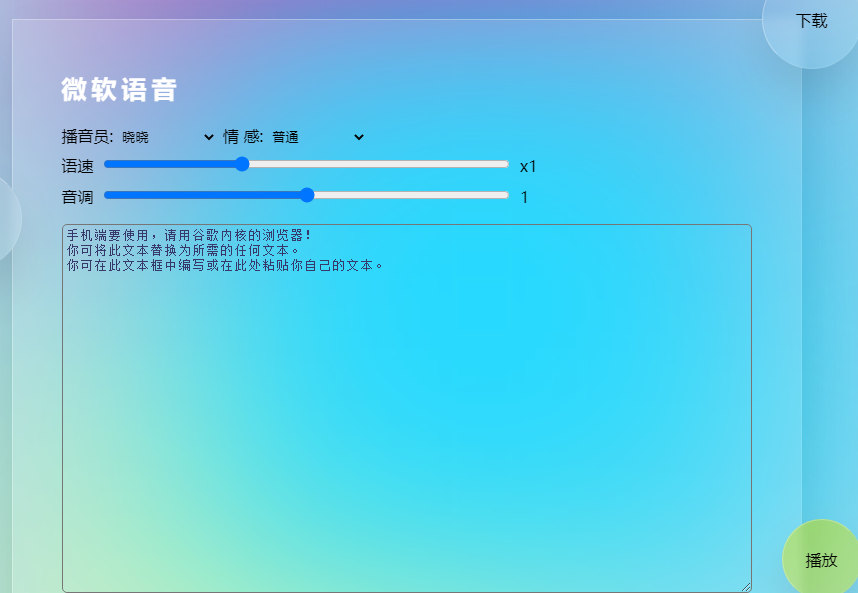 下载
微软语音
播音员: 晓晓 情 感: 普通
语速 x1
音调 1
手机端要使用，请用谷歌内核的浏览器！
你可将此文本替换为所需的任何文本。
你可在此文本框中编写或在此处粘贴你自己的文本。
播放